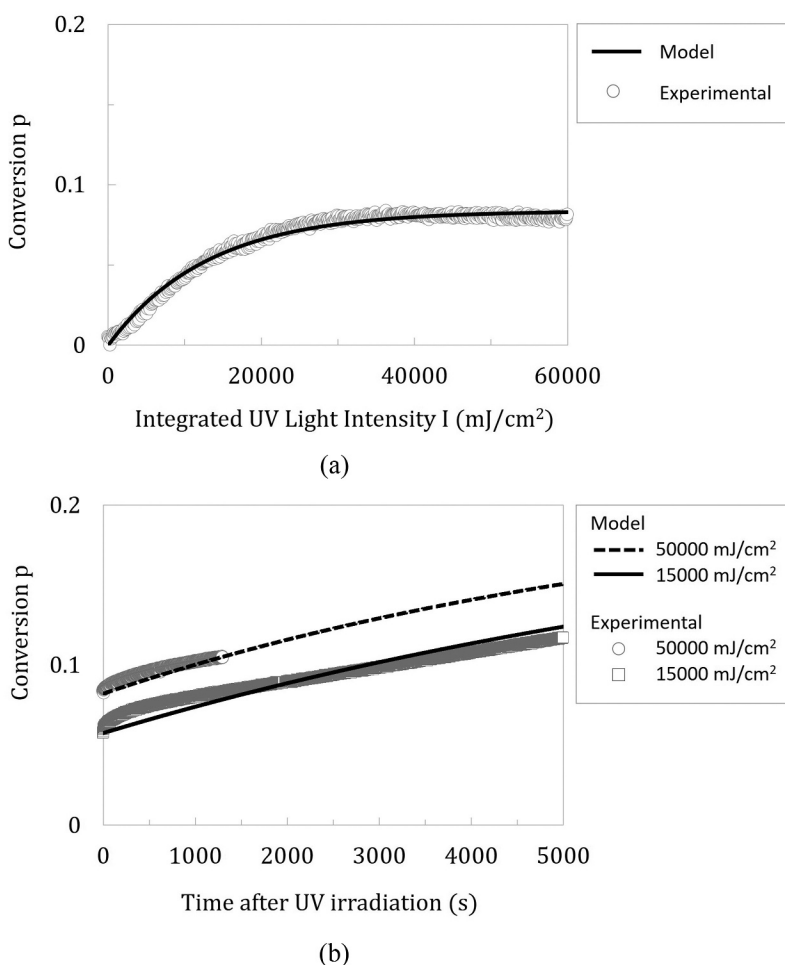 0.2
Model
Experimental
Conversion p
0.1
0
0
20000
40000
60000
Integrated UV Light Intensity I (mJ/cm²)
(a)
0.2
Model
50000 mJ/cm²
15000 mJ/cm²
Experimental
50000 mJ/cm²
15000 mJ/cm²
Conversion p
0.1
0
0
1000
2000
3000
4000
5000
Time after UV irradiation (s)
(b)